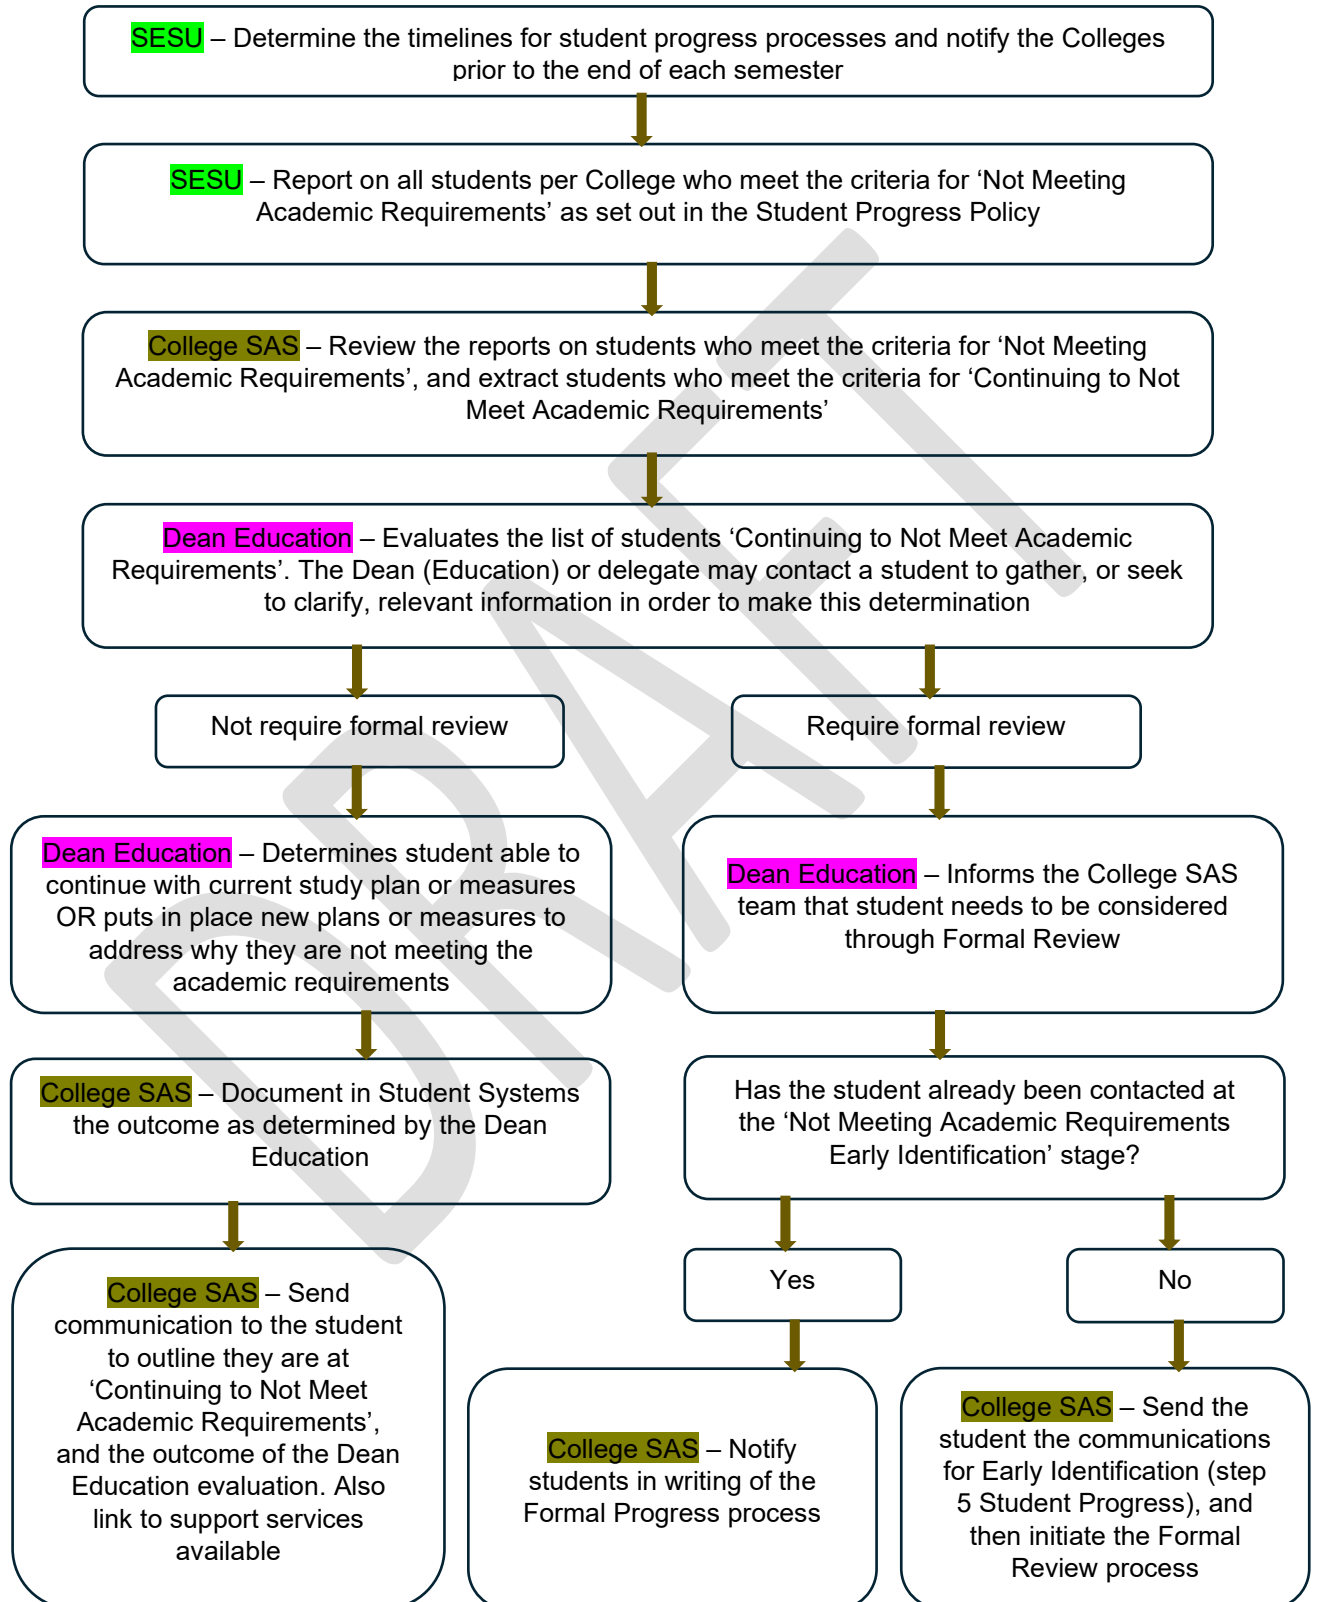 SESU – Determine the timelines for student progress processes and notify the Colleges
prior to the end of each semester
SESU – Report on all students per College who meet the criteria for ‘Not Meeting
Academic Requirements’ as set out in the Student Progress Policy
College SAS – Review the reports on students who meet the criteria for ‘Not Meeting
Academic Requirements’, and extract students who meet the criteria for ‘Continuing to Not
Meet Academic Requirements’
Dean Education – Evaluates the list of students ‘Continuing to Not Meet Academic
Requirements’. The Dean (Education) or delegate may contact a student to gather, or seek
to clarify, relevant information in order to make this determination
Not require formal review
Require formal review
Dean Education – Determines student able to
continue with current study plan or measures
OR puts in place new plans or measures to
address why they are not meeting the
academic requirements
Dean Education – Informs the College SAS
team that student needs to be considered
through Formal Review
College SAS – Document in Student Systems
the outcome as determined by the Dean
Education
Has the student already been contacted at
the ‘Not Meeting Academic Requirements
Early Identification’ stage?
Yes
No
College SAS – Send
communication to the student
to outline they are at
‘Continuing to Not Meet
Academic Requirements’,
and the outcome of the Dean
Education evaluation. Also
link to support services
available
College SAS – Notify
students in writing of the
Formal Progress process
College SAS – Send the
student the communications
for Early Identification (step
5 Student Progress), and
then initiate the Formal
Review process
DRAFT